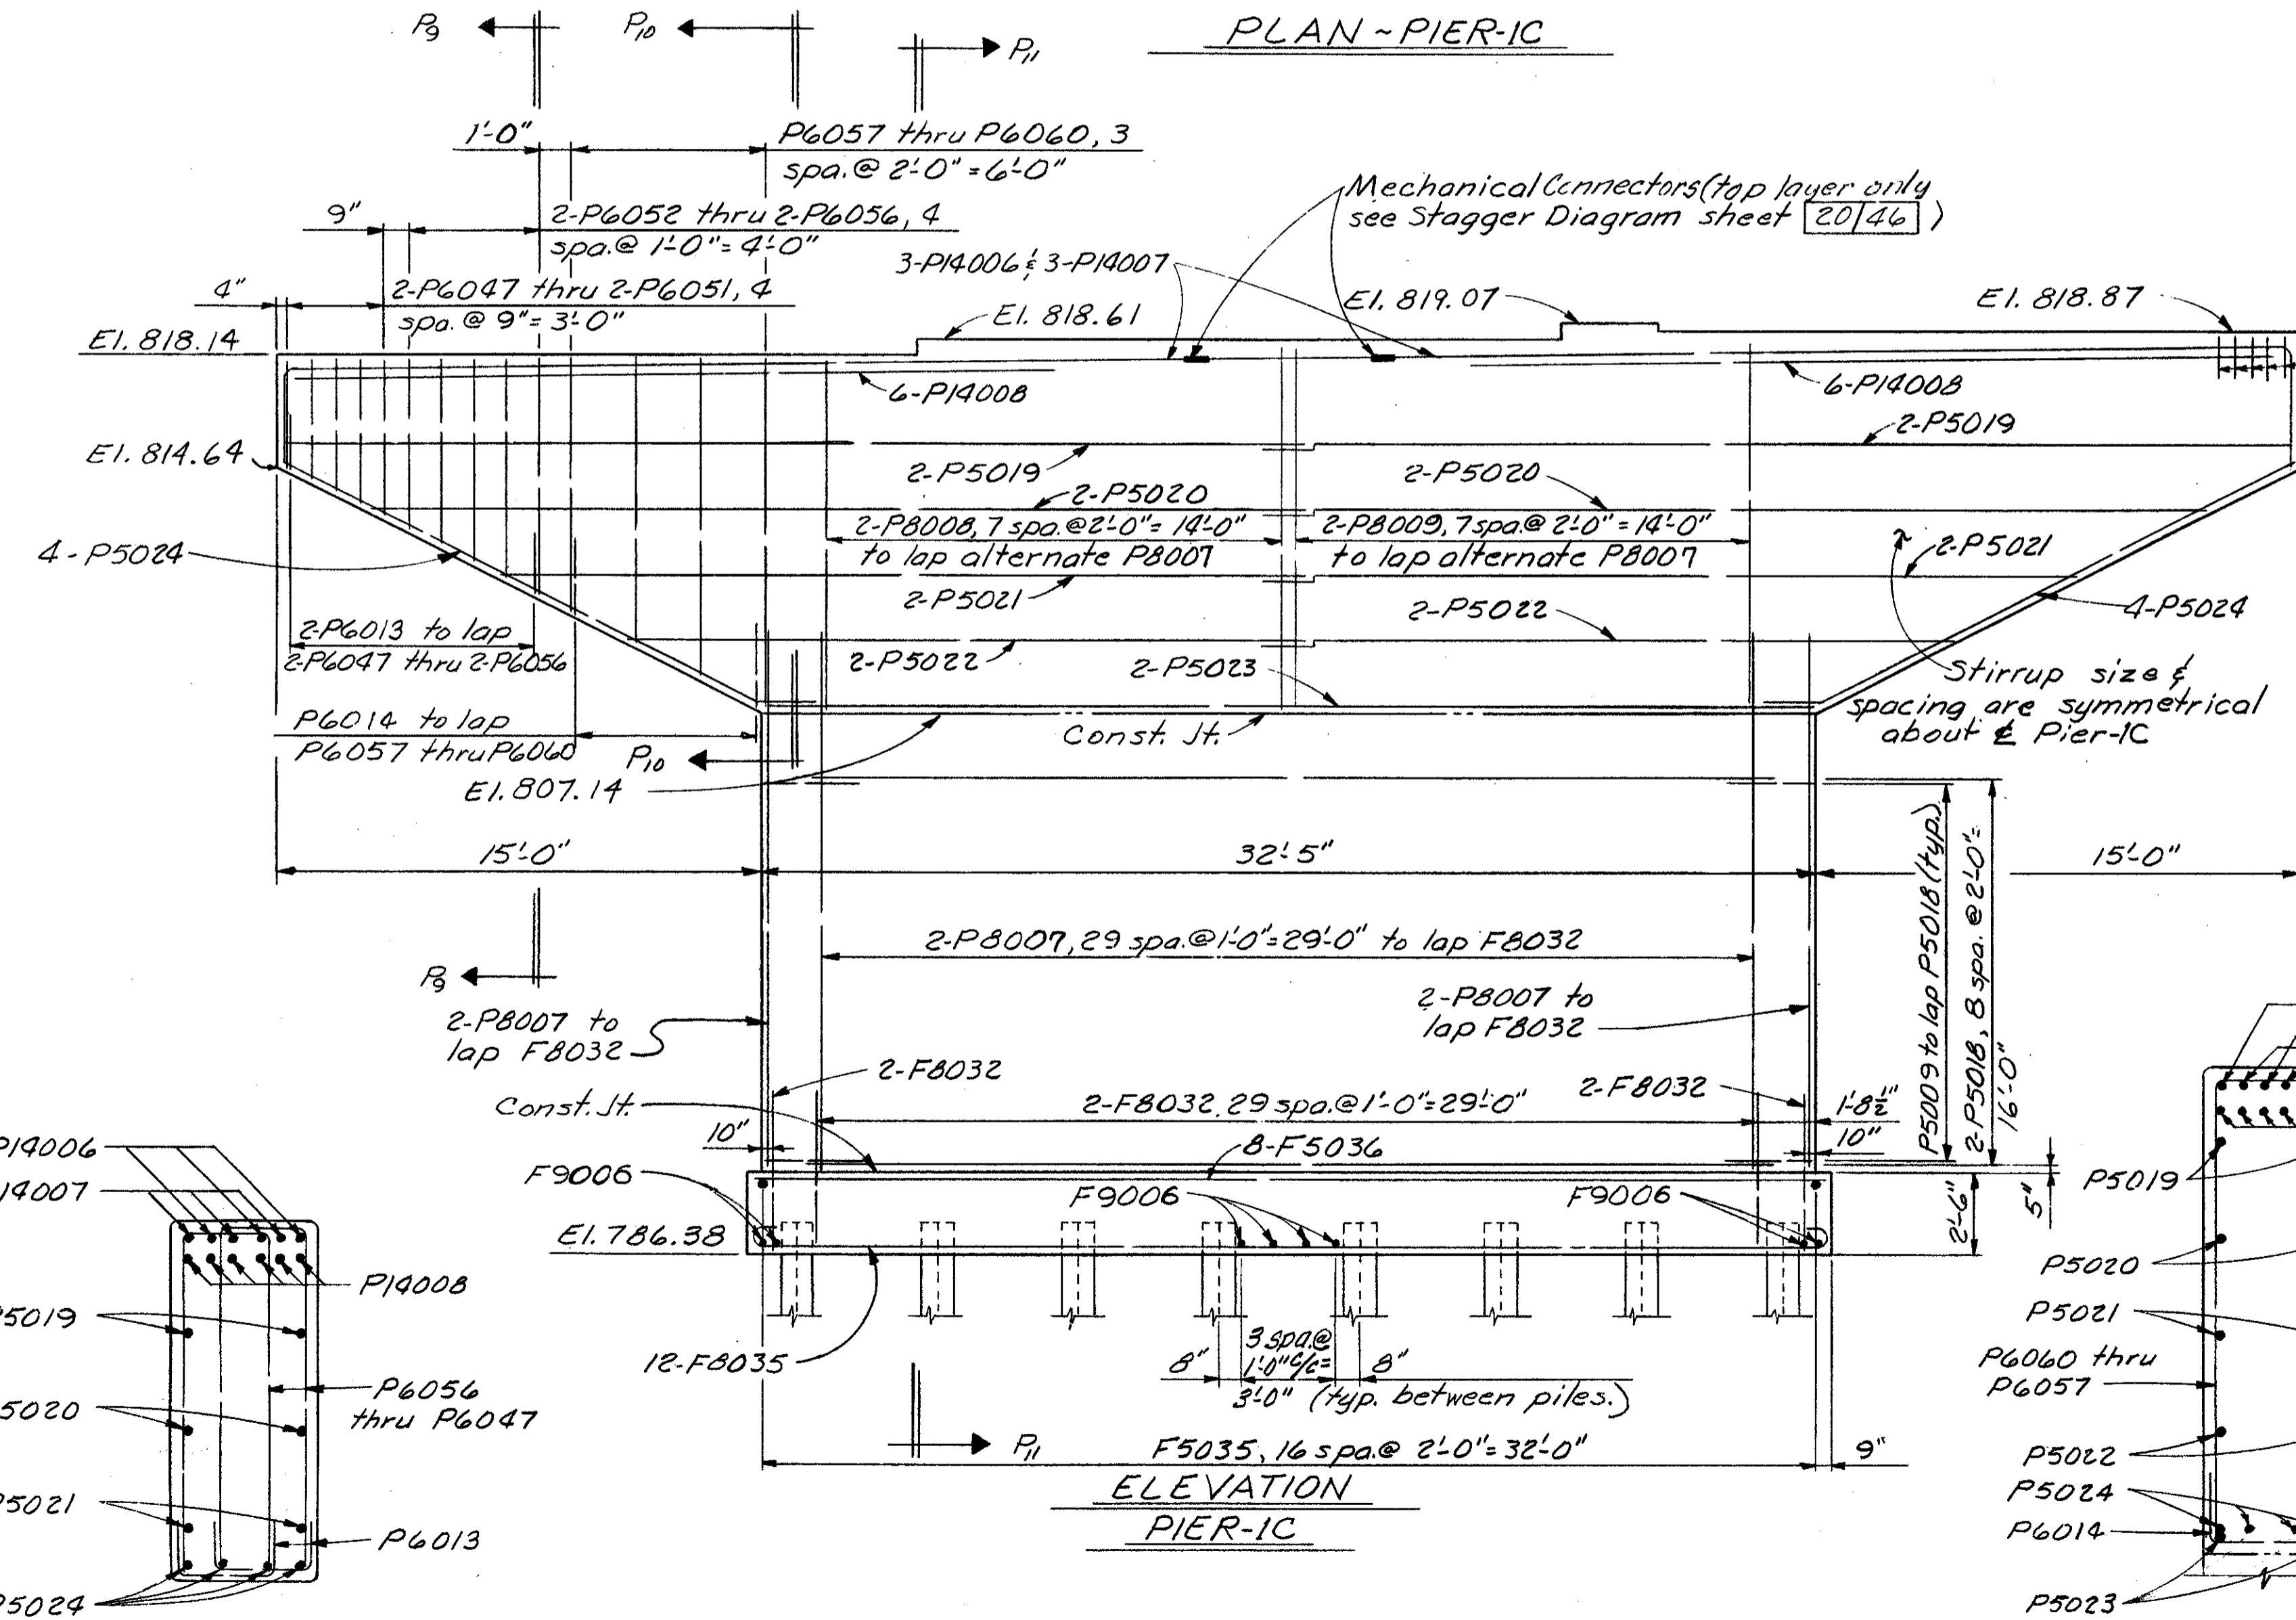 PLAN ~ PIER-1C
P9
P10
P11
1'-0"
P6057 thru P6060, 3
spa. @ 2'-0" = 6'-0"
9"
2-P6052 thru 2-P6056, 4
spa. @ 1'-0" = 4'-0"
4"
2-P6047 thru 2-P6051, 4
spa. @ 9" = 3'-0"
Mechanical Connectors (top layer only
see Stagger Diagram sheet 20/46 )
3-P14006 & 3-P14007
El. 818.14
El. 818.61
El. 819.07
El. 818.87
6-P14008
6-P14008
2-P5019
El. 814.64
2-P5019
2-P5020
2-P5020
2-P8008, 7 spa. @ 2'-0" = 14'-0"
to lap alternate P8007
2-P8009, 7 spa. @ 2'-0" = 14'-0"
to lap alternate P8007
4-P5024
2-P5021
2-P5021
2-P5022
4-P5024
2-P6013 to lap
2-P6047 thru 2-P6056
2-P5022
2-P5023
Stirrup size &
spacing are symmetrical
about ℄ Pier-1C
P6014 to lap
P6057 thru P6060
P10
Const. Jt.
El. 807.14
15'-0"
32'-5"
15'-0"
P5009 to lap P5018 (typ.)
2-P5018, 8 spa. @ 2'-0" =
16'-0"
2-P8007, 29 spa. @ 1'-0" = 29'-0" to lap F8032
P9
2-P8007 to
lap F8032
2-P8007 to
lap F8032
2-F8032
2-F8032
Const. Jt.
2-F8032, 29 spa. @ 1'-0" = 29'-0"
1'-8½"
10"
10"
8-F5036
F9006
F9006
F9006
El. 786.38
2'-6"
5"
12-F8035
8"
3 spa. @
1'-0" c/c =
3'-0" (typ. between piles.)
8"
P11
F5035, 16 spa. @ 2'-0" = 32'-0"
9"
ELEVATION
PIER-1C
P14006
14007
P14008
P5019
5020
P6056
thru P6047
P5021
P6013
P5024
P5019
P5020
P5021
P6060 thru
P6057
P5022
P5024
P6014
P5023